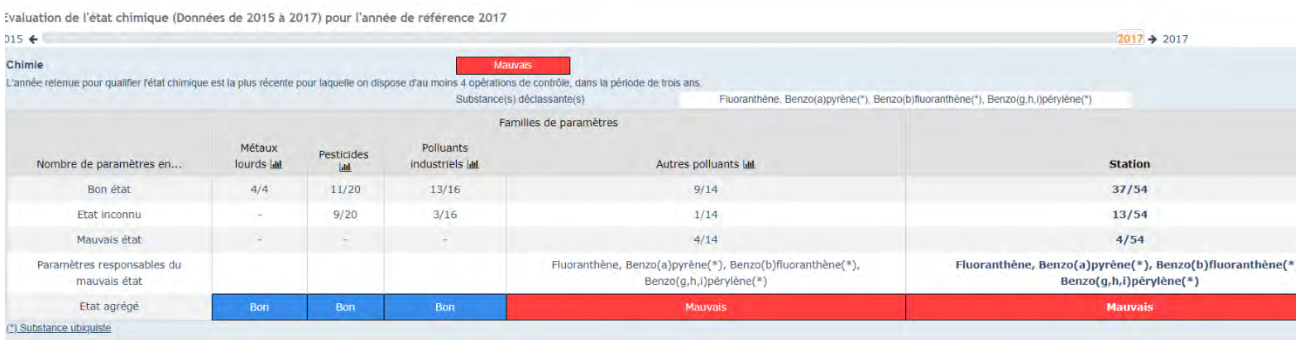 Evaluation de l'état chimique (Données de 2015 à 2017) pour l'année de référence 2017
015 ← 2017 → 2017
Chimie Mauvais
L'année retenue pour qualifier l'état chimique est la plus récente pour laquelle on dispose d'au moins 4 opérations de contrôle, dans la période de trois ans.
Substance(s) déclassante(s) Fluoranthène, Benzo(a)pyrène(*), Benzo(b)fluoranthène(*), Benzo(g,h,i)pérylène(*)
Familles de paramètres
Nombre de paramètres en... Métaux lourds Pesticides Polluants industriels Autres polluants Station
Bon état 4/4 11/20 13/16 9/14 37/54
Etat inconnu - 9/20 3/16 1/14 13/54
Mauvais état - - - 4/14 4/54
Paramètres responsables du mauvais état Fluoranthène, Benzo(a)pyrène(*), Benzo(b)fluoranthène(*), Benzo(g,h,i)pérylène(*) Fluoranthène, Benzo(a)pyrène(*), Benzo(b)fluoranthène(* Benzo(g,h,i)pérylène(*)
Etat agrégé Bon Bon Bon Mauvais Mauvais
(*) Substance ubiquiste